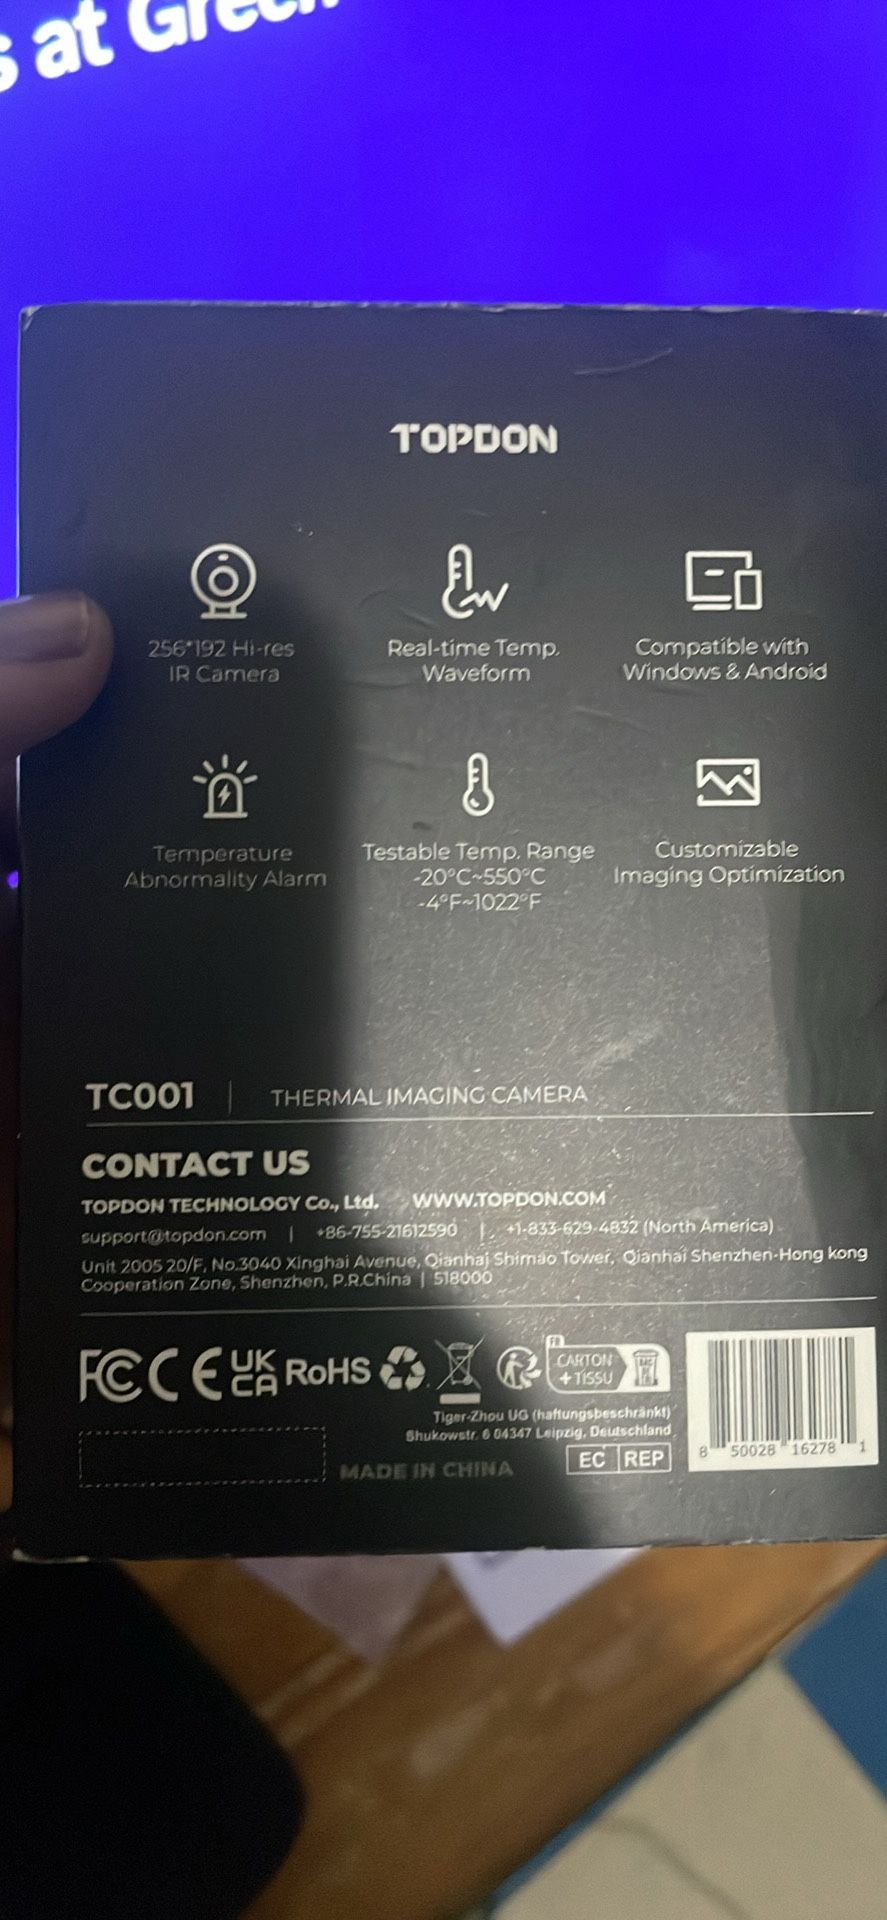 s at Green
TOPDON
256*192 Hi-res
IR Camera
Real-time Temp.
Waveform
Compatible with
Windows & Android
Temperature
Abnormality Alarm
Testable Temp. Range
-20°C~550°C
-4°F~1022°F
Customizable
Imaging Optimization
TC001 | THERMAL IMAGING CAMERA
CONTACT US
TOPDON TECHNOLOGY Co., Ltd. WWW.TOPDON.COM
support@topdon.com | +86-755-21612590 | +1-833-629-4832 (North America)
Unit 2005 20/F, No.3040 Xinghai Avenue, Qianhai Shimao Tower, Qianhai Shenzhen-Hong kong
Cooperation Zone, Shenzhen, P.R.China | 518000
FC CE UK
CA RoHS
FR
CARTON
+ TISSU
Tiger-Zhou UG (haftungsbeschränkt)
Shukowstr. 6 04347 Leipzig, Deutschland
MADE IN CHINA
EC REP
8 50028 16278 1